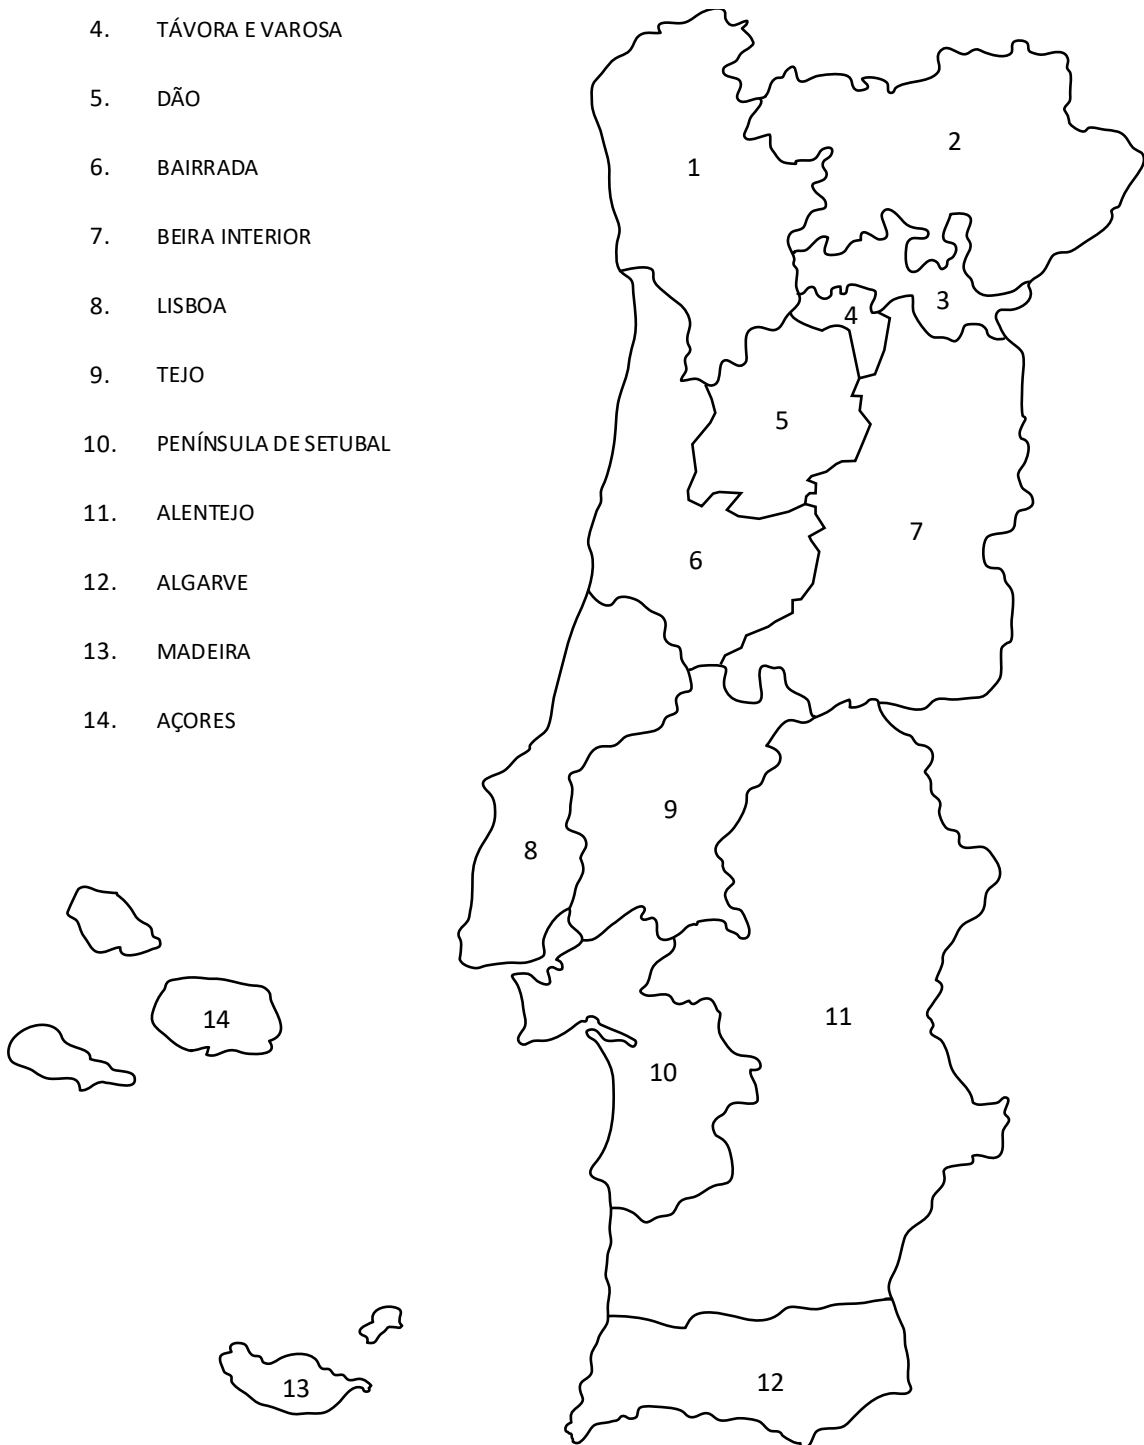 4. TÁVORA E VAROSA
5. DÃO
6. BAIRRADA
7. BEIRA INTERIOR
8. LISBOA
9. TEJO
10. PENÍNSULA DE SETUBAL
11. ALENTEJO
12. ALGARVE
13. MADEIRA
14. AÇORES
1
2
3
4
5
6
7
8
9
10
11
12
13
14